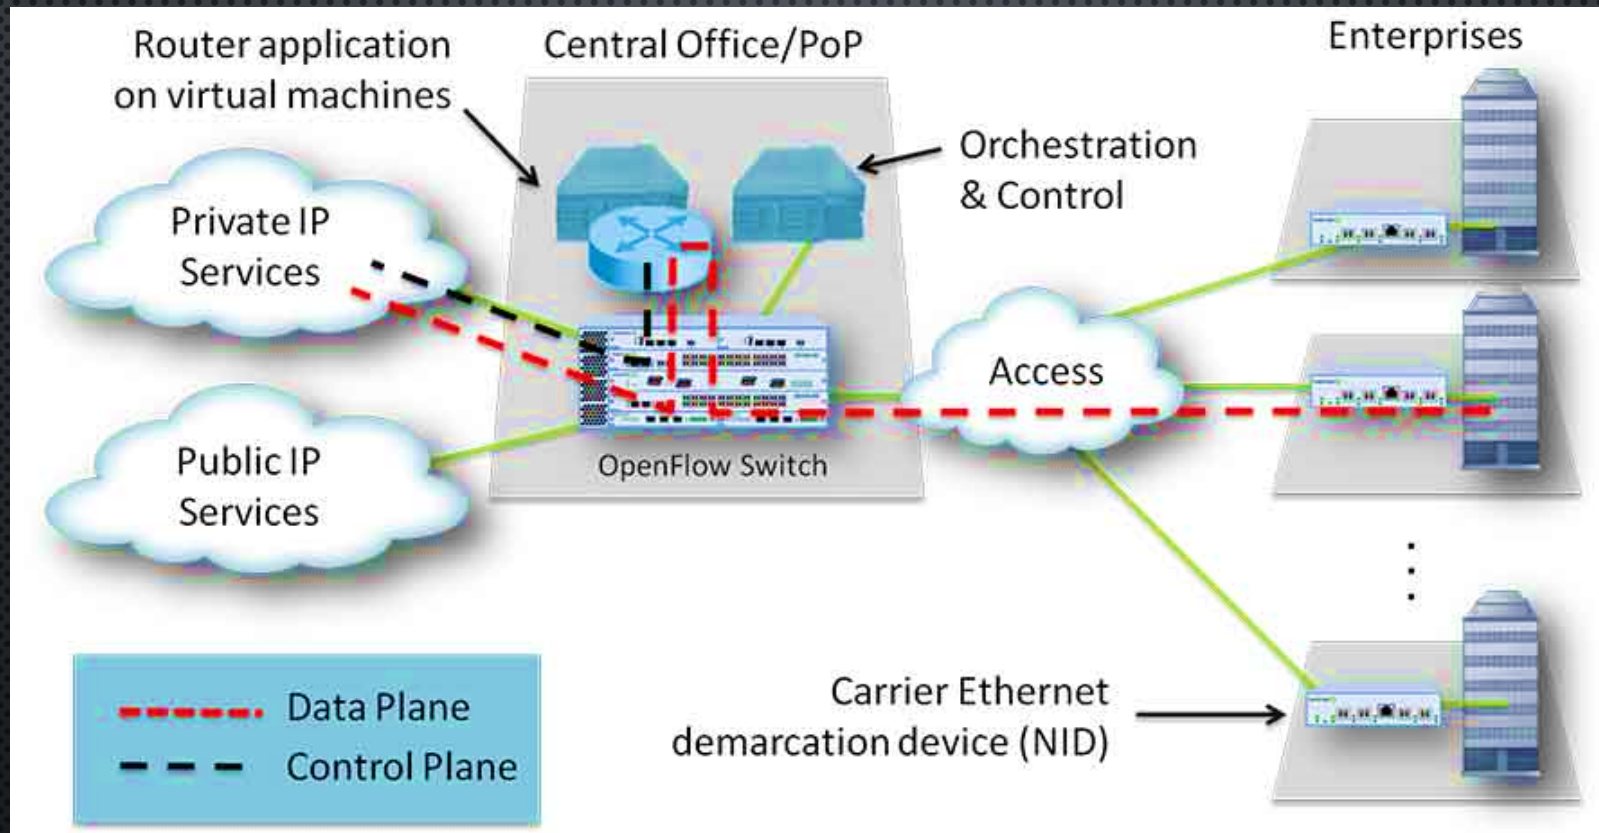 Router application
on virtual machines
Central Office/PoP
Enterprises
Orchestration
& Control
Private IP
Services
Access
OpenFlow Switch
Public IP
Services
Data Plane
Control Plane
Carrier Ethernet
demarcation device (NID)